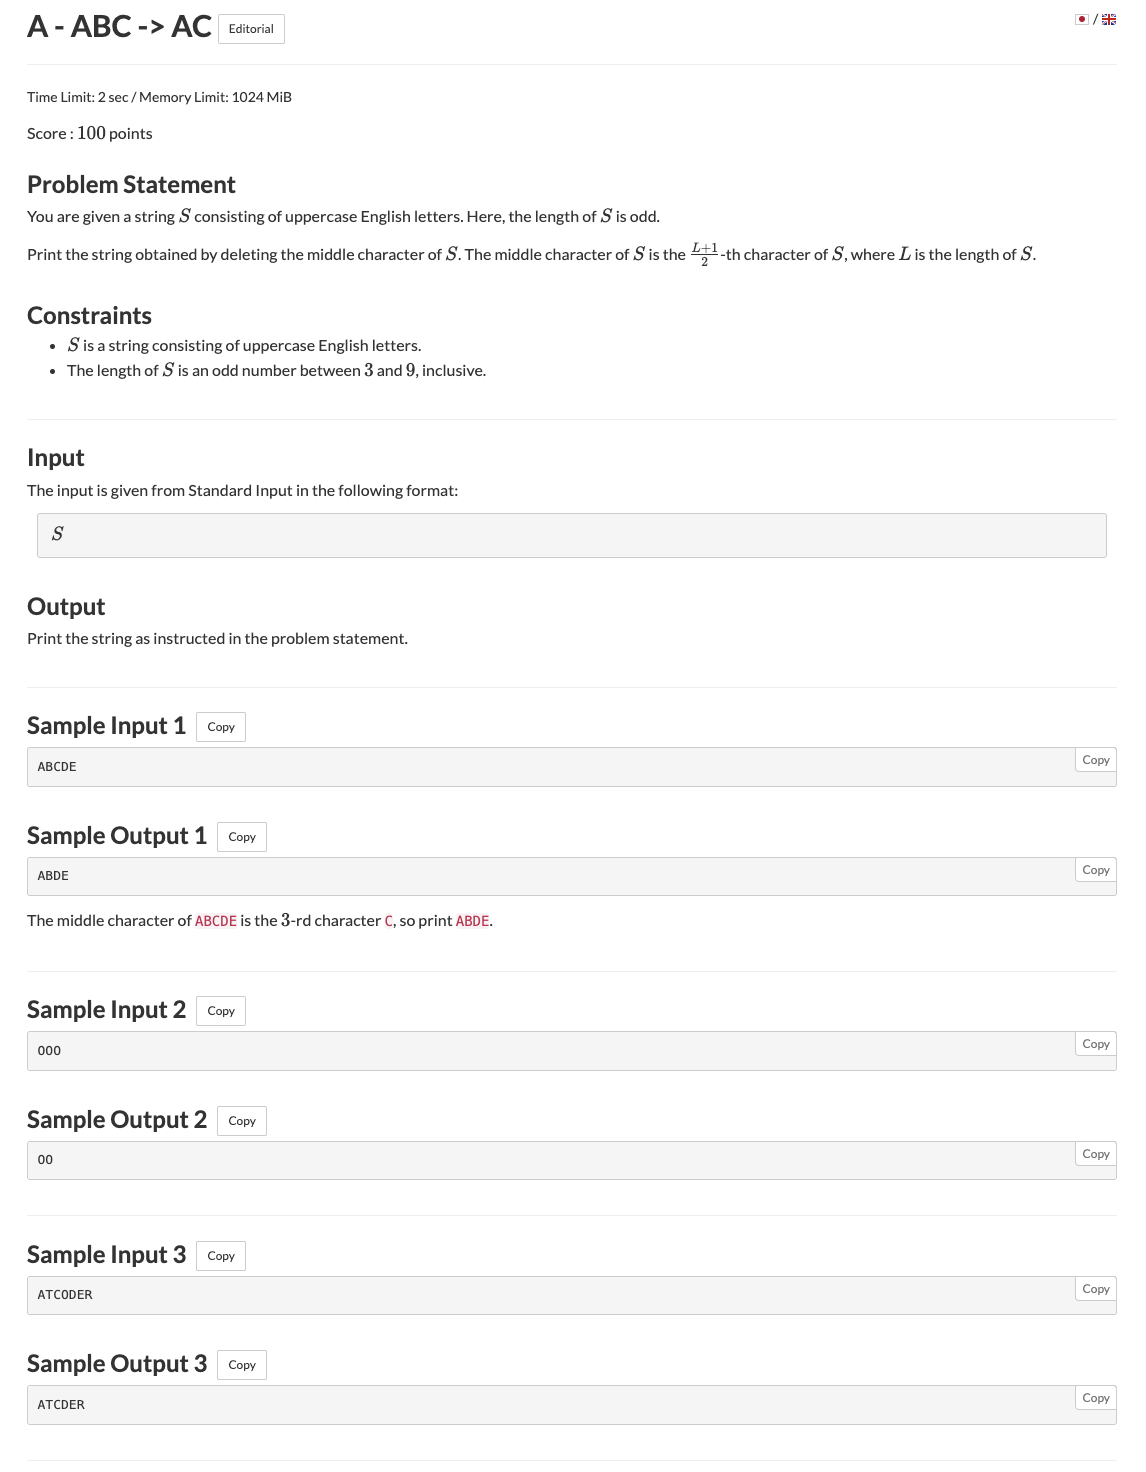 A - ABC -> AC Editorial
/
Time Limit: 2 sec / Memory Limit: 1024 MiB
Score : 100 points
Problem Statement
You are given a string S consisting of uppercase English letters. Here, the length of S is odd.
Print the string obtained by deleting the middle character of S. The middle character of S is the L+1/2-th character of S, where L is the length of S.
Constraints
• S is a string consisting of uppercase English letters.
• The length of S is an odd number between 3 and 9, inclusive.
Input
The input is given from Standard Input in the following format:
S
Output
Print the string as instructed in the problem statement.
Sample Input 1 Copy
ABCDE Copy
Sample Output 1 Copy
ABDE Copy
The middle character of ABCDE is the 3-rd character C, so print ABDE.
Sample Input 2 Copy
OOO Copy
Sample Output 2 Copy
OO Copy
Sample Input 3 Copy
ATCODER Copy
Sample Output 3 Copy
ATCDER Copy